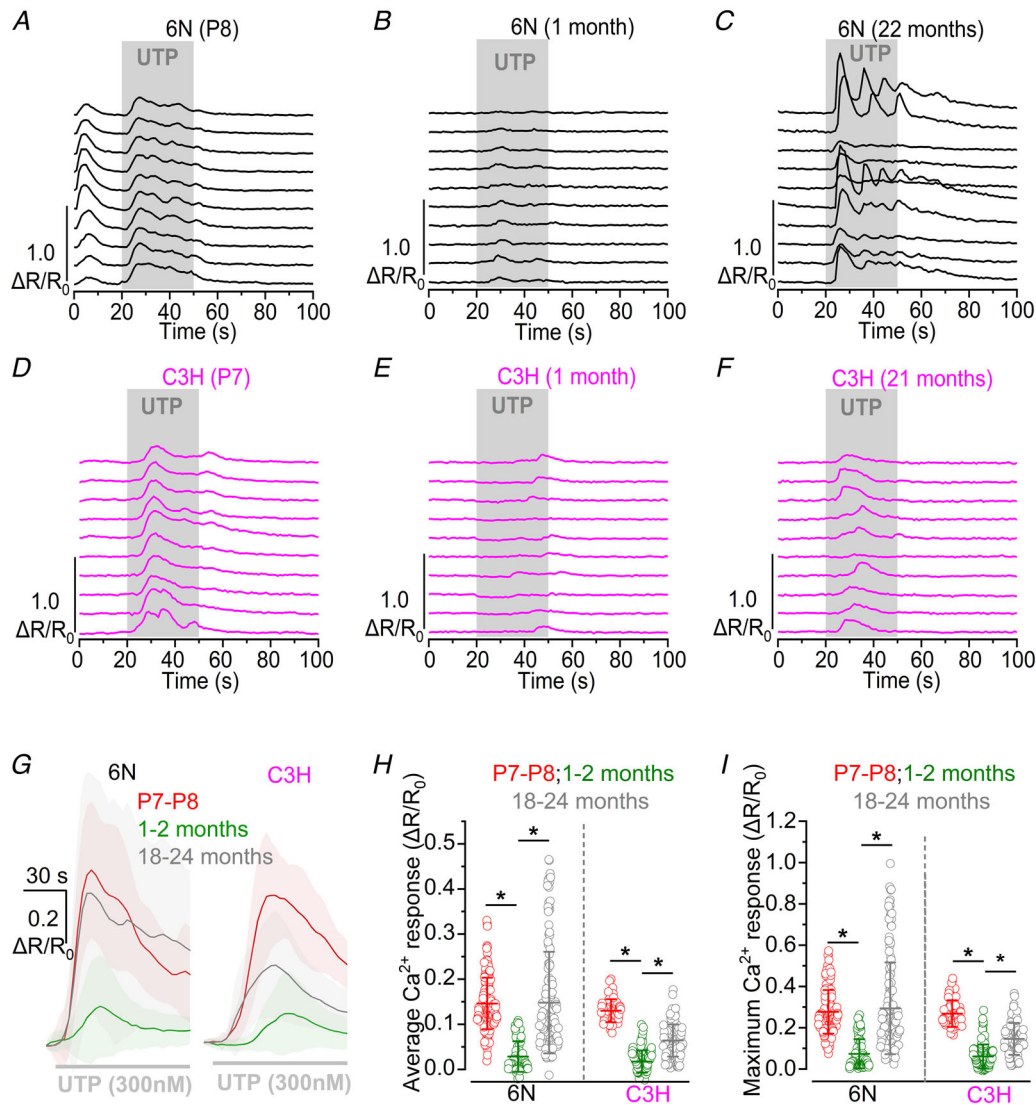 A
6N (P8)
UTP
1.0
ΔR/R0
0 20 40 60 80 100
Time (s)
B
6N (1 month)
UTP
1.0
ΔR/R0
0 20 40 60 80 100
Time (s)
C
6N (22 months)
UTP
1.0
ΔR/R0
0 20 40 60 80 100
Time (s)
D
C3H (P7)
UTP
1.0
ΔR/R0
0 20 40 60 80 100
Time (s)
E
C3H (1 month)
UTP
1.0
ΔR/R0
0 20 40 60 80 100
Time (s)
F
C3H (21 months)
UTP
1.0
ΔR/R0
0 20 40 60 80 100
Time (s)
G
6N
C3H
P7-P8
1-2 months
18-24 months
30 s
0.2
ΔR/R0
UTP (300nM)
UTP (300nM)
H
P7-P8;1-2 months
18-24 months
Average Ca2+ response (ΔR/R0)
0.5
0.4
0.3
0.2
0.1
0.0
* * * *
6N
C3H
I
P7-P8;1-2 months
18-24 months
Maximum Ca2+ response (ΔR/R0)
1.2
1.0
0.8
0.6
0.4
0.2
0.0
* * * *
6N
C3H